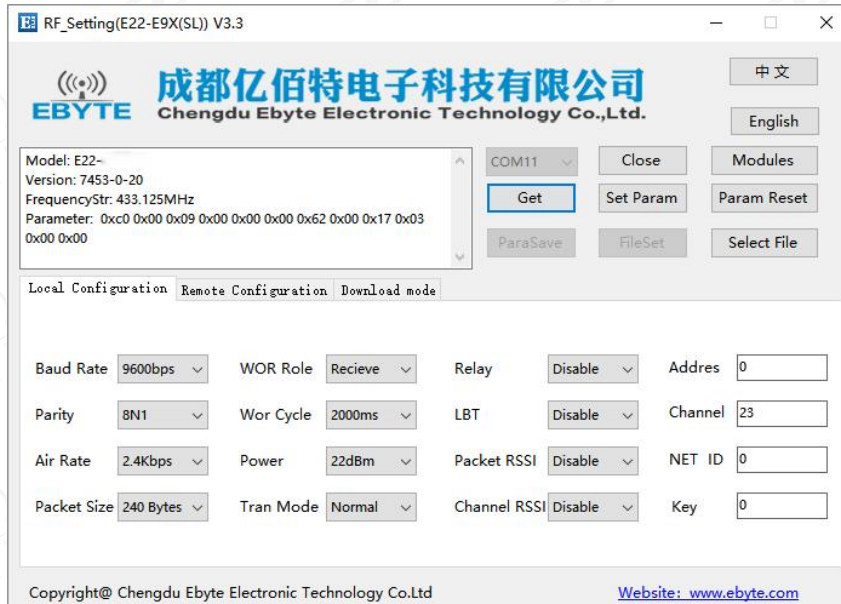 RF_Setting(E22-E9X(SL)) V3.3
EBYTE
成都亿佰特电子科技有限公司
Chengdu Ebyte Electronic Technology Co.,Ltd.
中文
English
Model: E22-
Version: 7453-0-20
FrequencyStr: 433.125MHz
Parameter: 0xc0 0x00 0x09 0x00 0x00 0x00 0x62 0x00 0x17 0x03
0x00 0x00
COM11 Close Modules
Get Set Param Param Reset
ParaSave FileSet Select File
Local Configuration Remote Configuration Download mode
Baud Rate 9600bps WOR Role Recieve Relay Disable Addres 0
Parity 8N1 Wor Cycle 2000ms LBT Disable Channel 23
Air Rate 2.4Kbps Power 22dBm Packet RSSI Disable NET ID 0
Packet Size 240 Bytes Tran Mode Normal Channel RSSI Disable Key 0
Copyright@ Chengdu Ebyte Electronic Technology Co.Ltd Website: www.ebyte.com